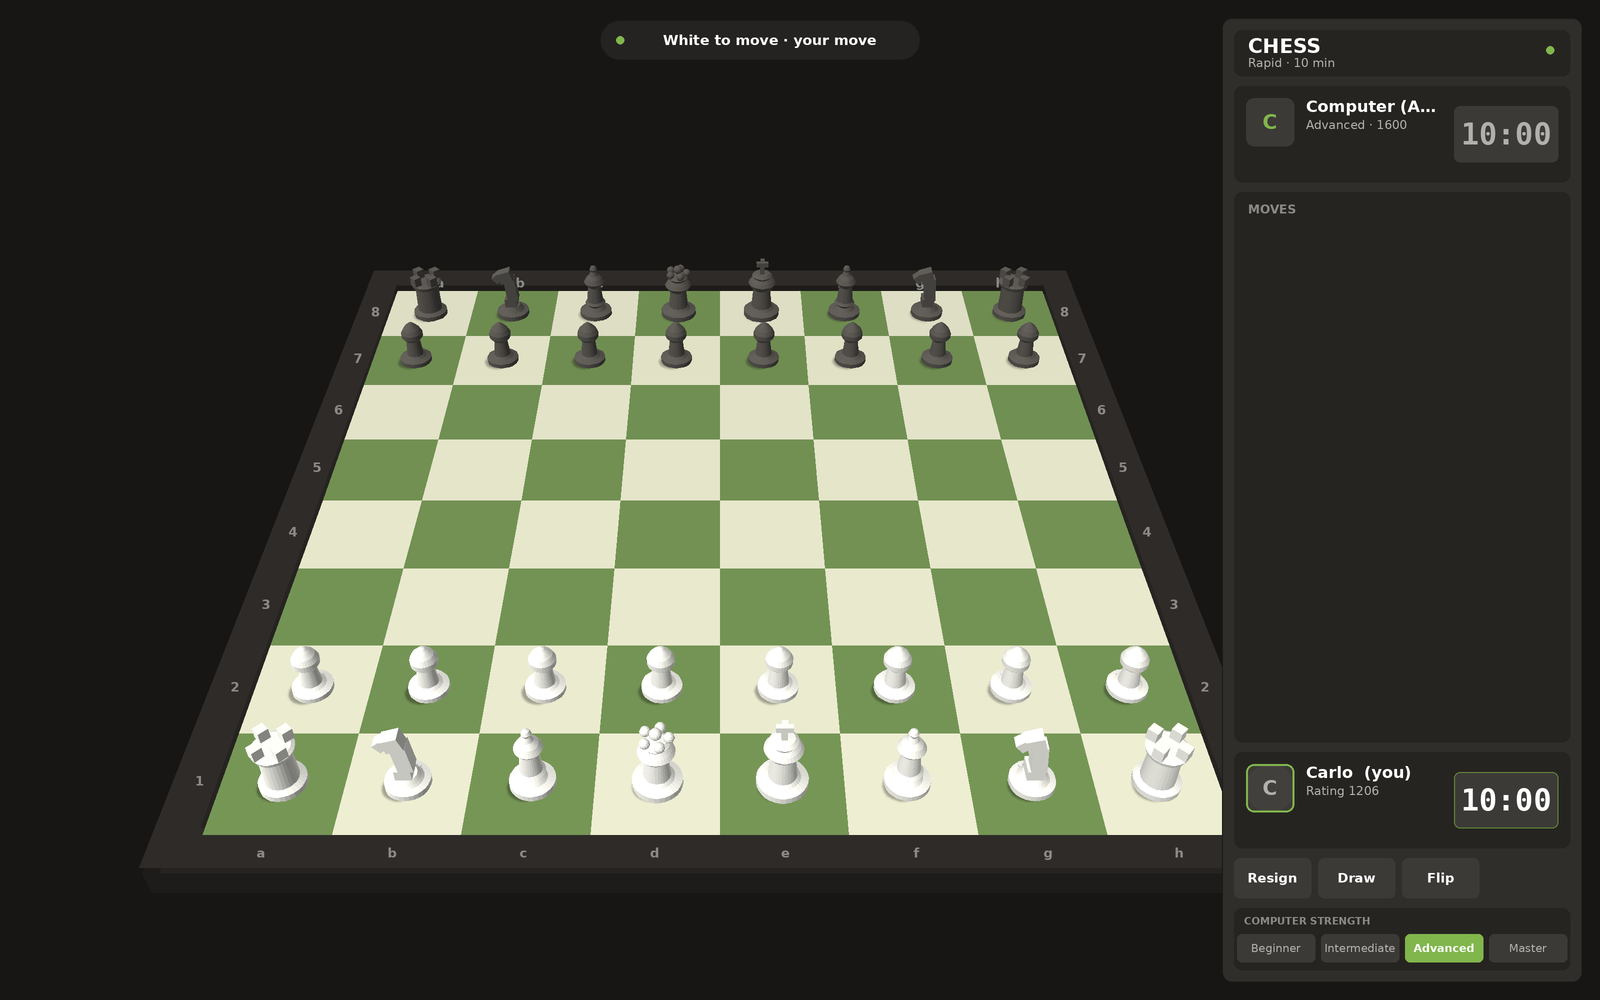 White to move · your move
CHESS
Rapid · 10 min
C
Computer (A...
Advanced · 1600
10:00
MOVES
b
g
8
8
7
7
6
6
5
5
4
4
3
3
2
2
1
a b c d e f g h
C
Carlo (you)
Rating 1206
10:00
Resign
Draw
Flip
COMPUTER STRENGTH
Beginner
Intermediate
Advanced
Master